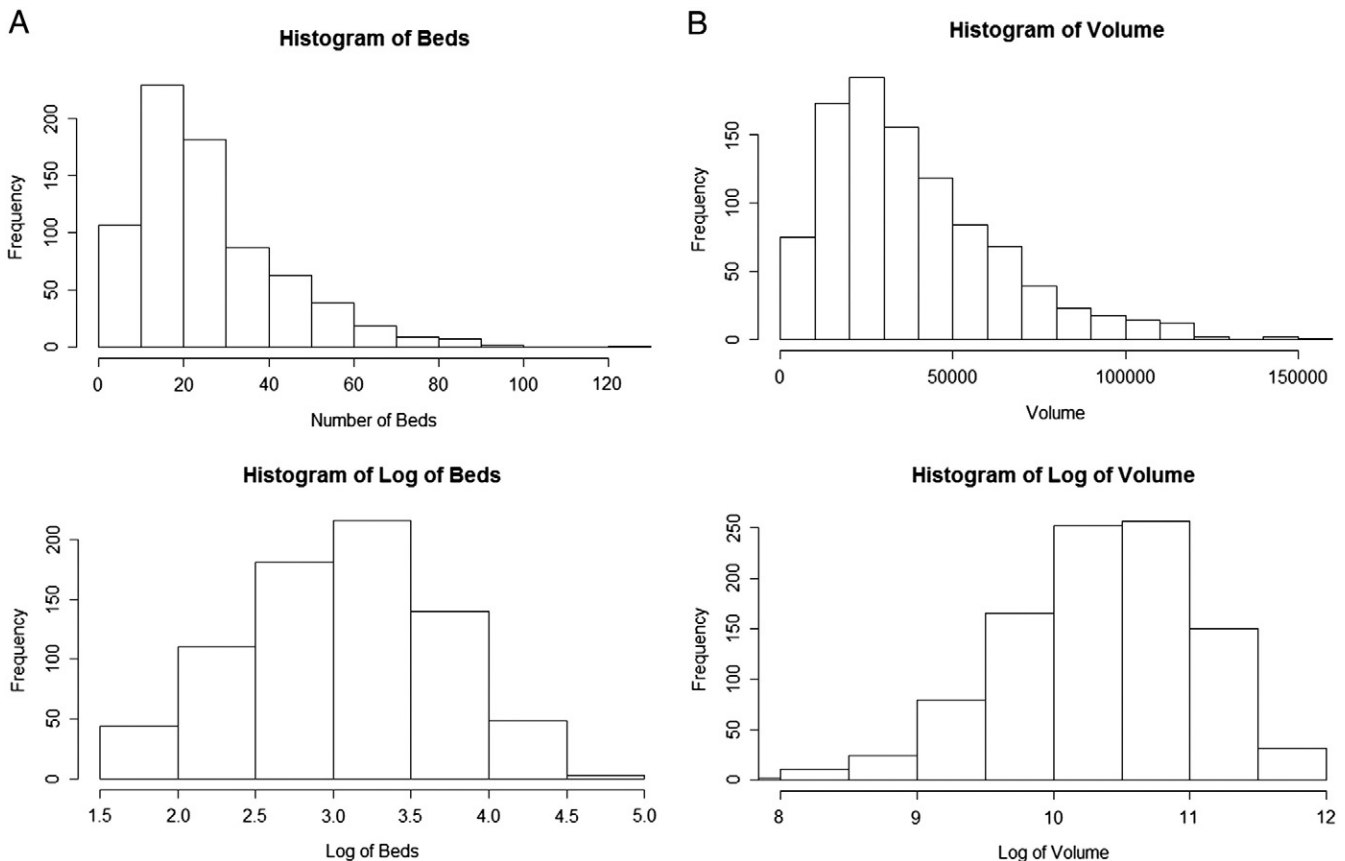 A
Histogram of Beds
Frequency
0 50 100 150 200
0 20 40 60 80 100 120
Number of Beds
B
Histogram of Volume
Frequency
0 50 150
100
0 50000 100000 150000
Volume
Histogram of Log of Beds
Frequency
0 50 100 150 200
1.5 2.0 2.5 3.0 3.5 4.0 4.5 5.0
Log of Beds
Histogram of Log of Volume
Frequency
0 50 100 150 200 250
8 9 10 11 12
Log of Volume